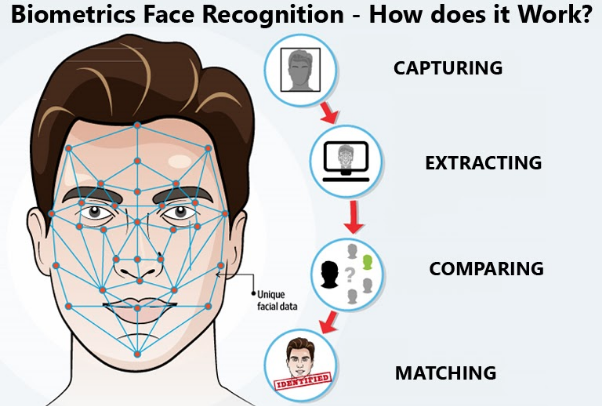 Biometrics Face Recognition - How does it Work?
CAPTURING
EXTRACTING
COMPARING
?
Unique
facial data
IDENTIFIED
MATCHING